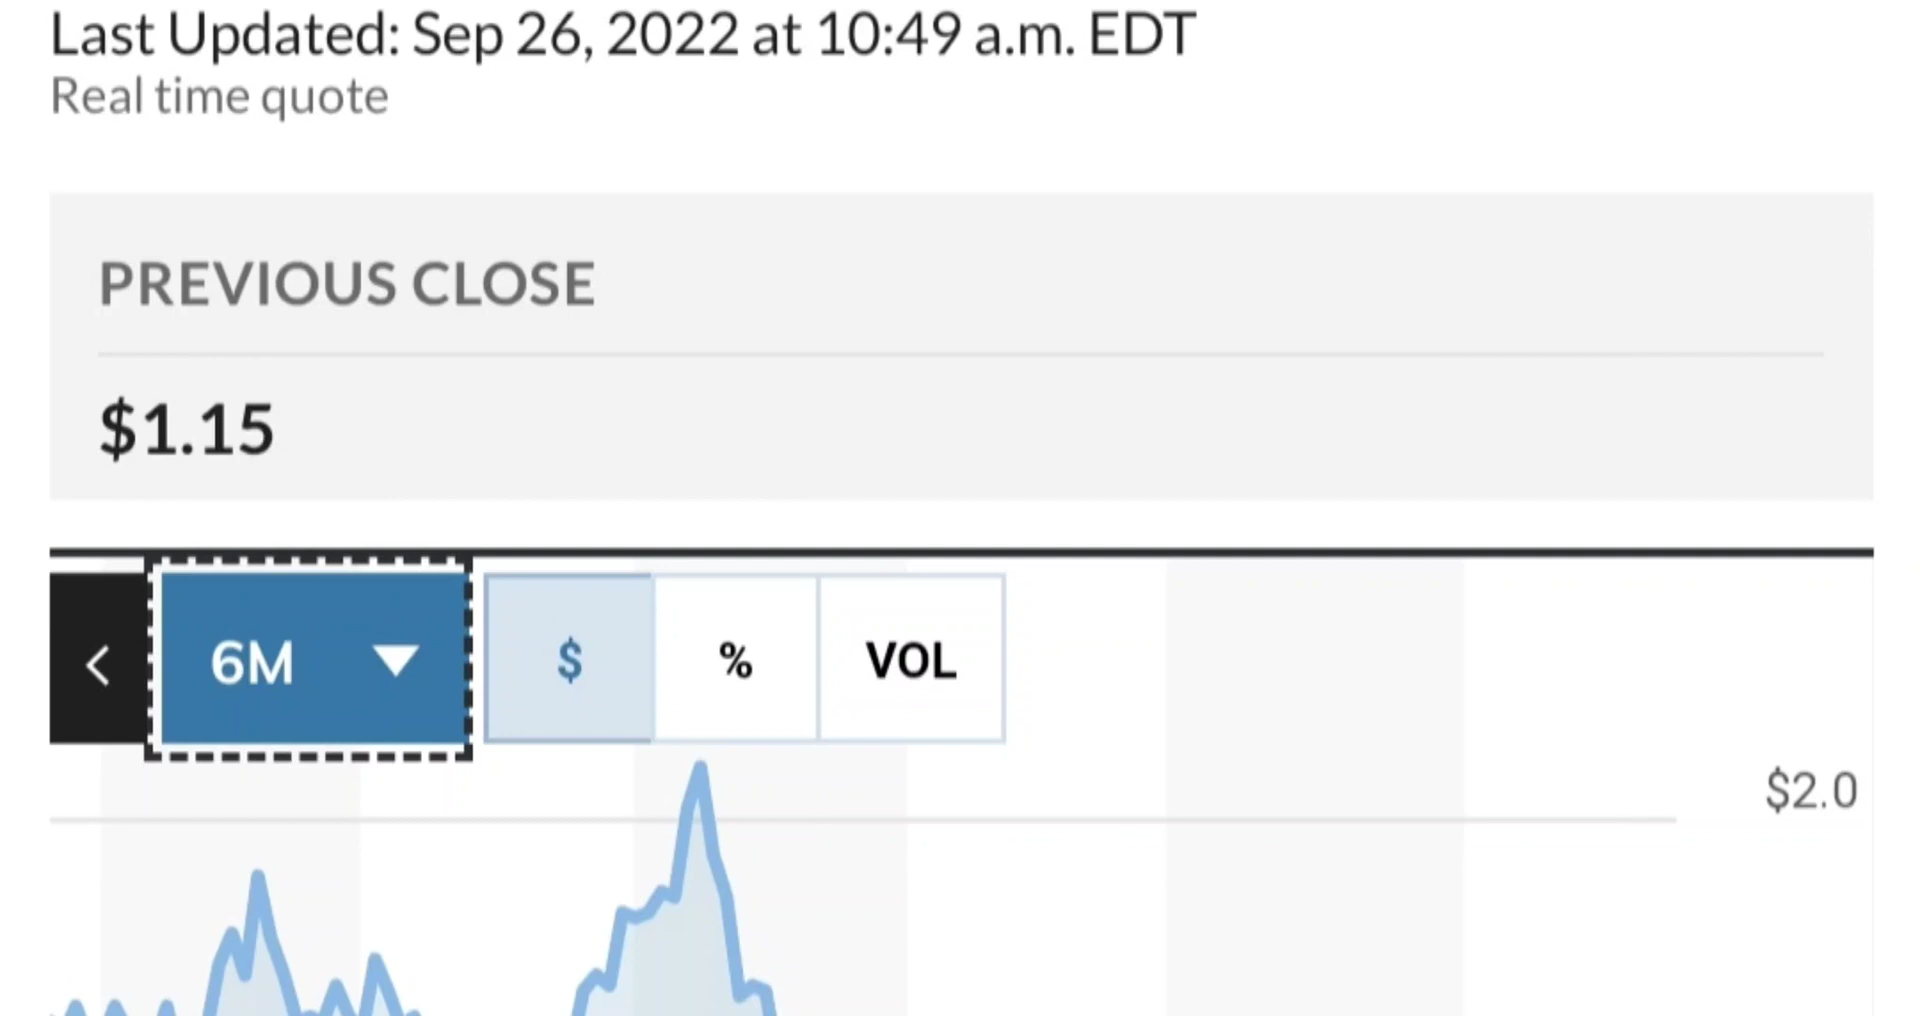 Last Updated: Sep 26, 2022 at 10:49 a.m. EDT
Real time quote
PREVIOUS CLOSE
$1.15
6M $ % VOL
$2.0